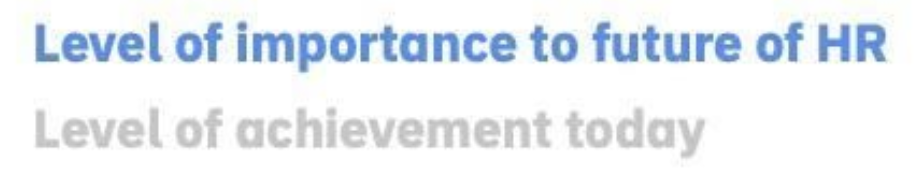 Level of importance to future of HR
Level of achievement today